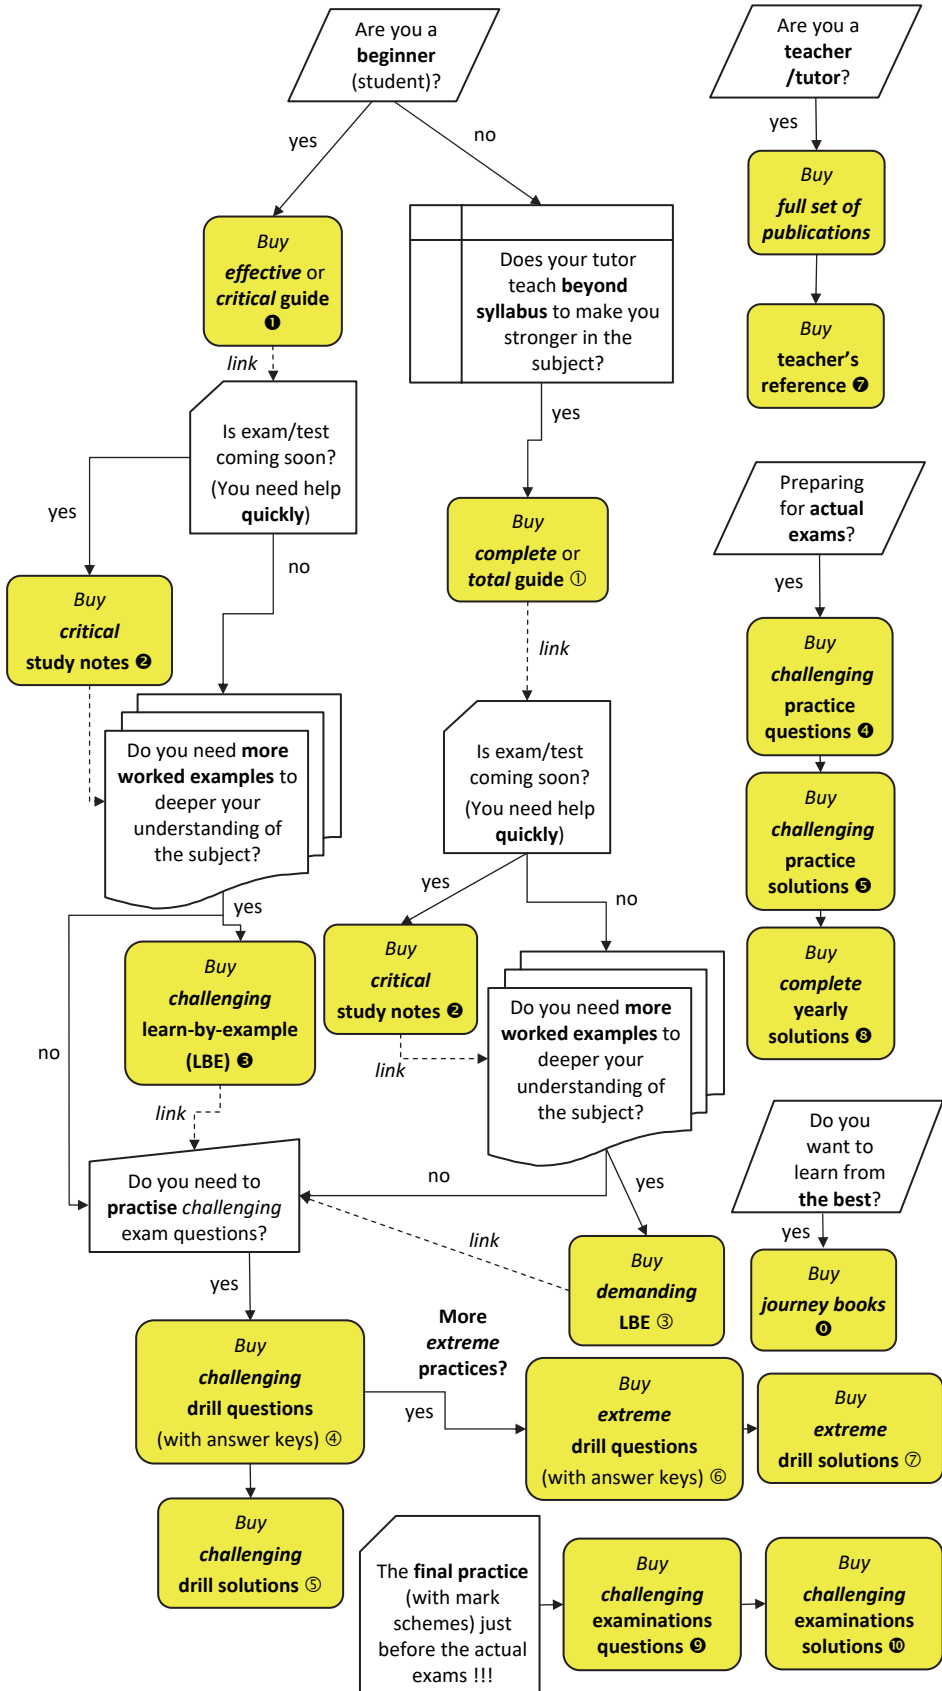 Are you a
beginner
(student)?
yes
no
Buy
effective or
critical guide
❶
link
Is exam/test
coming soon?
(You need help
quickly)
yes
no
Buy
critical
study notes ❷
Do you need more
worked examples to
deeper your
understanding of
the subject?
yes
no
Buy
challenging
learn-by-example
(LBE) ❸
link
Do you need to
practise challenging
exam questions?
yes
Buy
challenging
drill questions
(with answer keys) ④
Buy
challenging
drill solutions ⑤
Does your tutor
teach beyond
syllabus to make you
stronger in the
subject?
yes
Buy
complete or
total guide ①
link
Is exam/test
coming soon?
(You need help
quickly)
yes
no
Buy
critical
study notes ❷
link
Do you need more
worked examples to
deeper your
understanding of
the subject?
no
yes
link
Buy
demanding
LBE ③
More
extreme
practices?
yes
Buy
extreme
drill questions
(with answer keys) ⑥
Buy
extreme
drill solutions ⑦
The final practice
(with mark
schemes) just
before the actual
exams !!!
Buy
challenging
examinations
questions ❾
Buy
challenging
examinations
solutions ❿
Are you a
teacher
/tutor?
yes
Buy
full set of
publications
Buy
teacher’s
reference ❼
Preparing
for actual
exams?
yes
Buy
challenging
practice
questions ❹
Buy
challenging
practice
solutions ❺
Buy
complete
yearly
solutions ❽
Do you
want to
learn from
the best?
yes
Buy
journey books
⓿